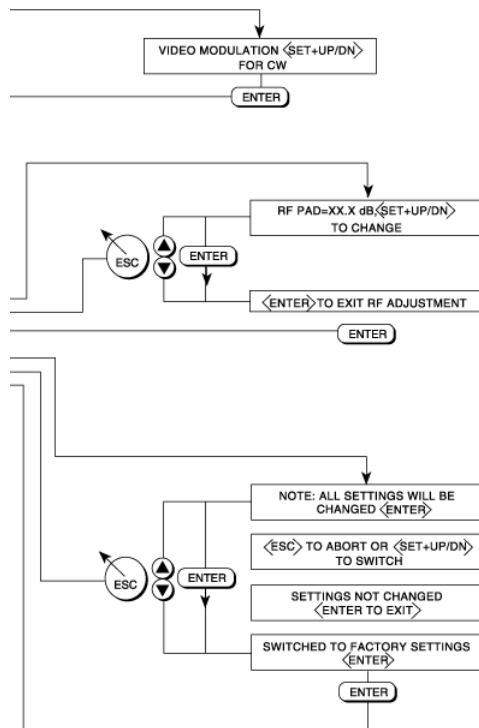 VIDEO MODULATION <SET+UP/DN>
FOR CW
ENTER
RF PAD=XX.X dB,<SET+UP/DN>
TO CHANGE
ESC
ENTER
<ENTER>TO EXIT RF ADJUSTMENT
ENTER
NOTE: ALL SETTINGS WILL BE
CHANGED <ENTER>
<ESC> TO ABORT OR <SET+UP/DN>
TO SWITCH
ESC
ENTER
SETTINGS NOT CHANGED
<ENTER TO EXIT>
SWITCHED TO FACTORY SETTINGS
<ENTER>
ENTER